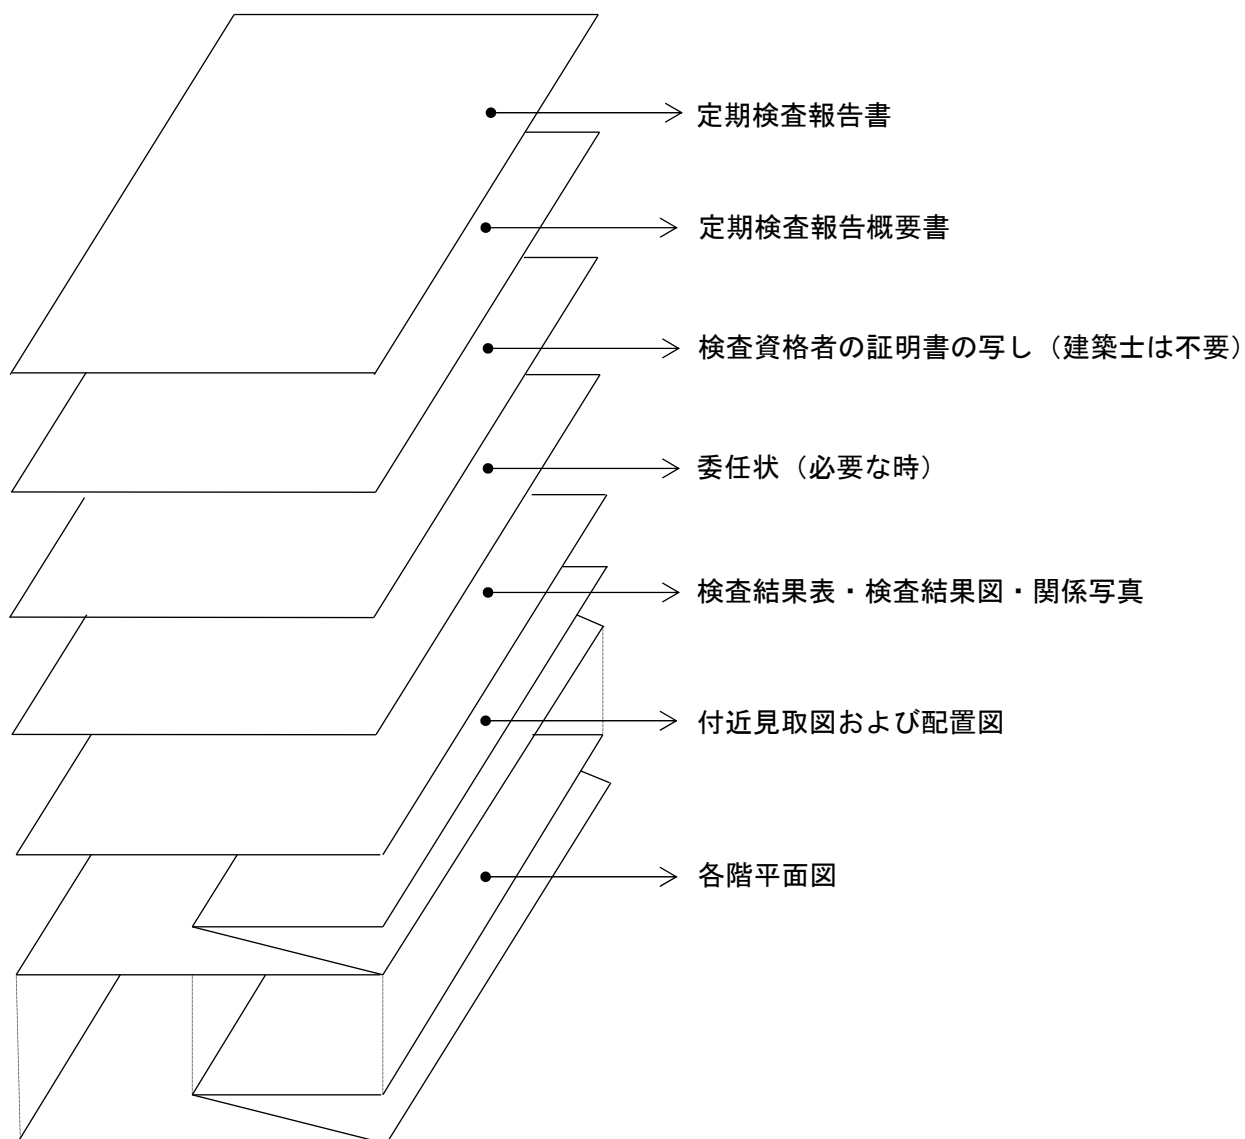 定期検査報告書
定期検査報告概要書
検査資格者の証明書の写し（建築士は不要）
委任状（必要な時）
検査結果表・検査結果図・関係写真
付近見取図および配置図
各階平面図